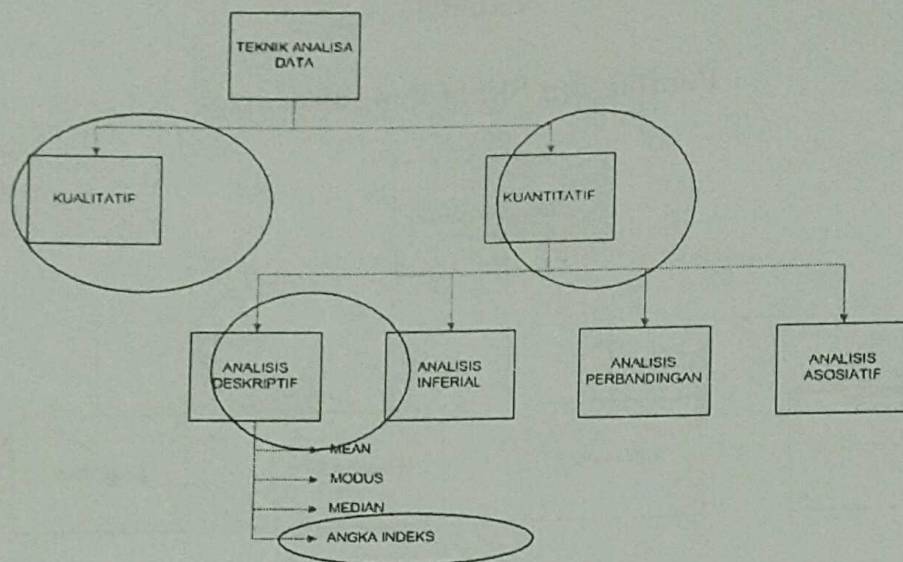 TEKNIK ANALISA
DATA
KUALITATIF
KUANTITATIF
ANALISIS
DESKRIPTIF
ANALISIS
INFERIAL
ANALISIS
PERBANDINGAN
ANALISIS
ASOSIATIF
MEAN
MODUS
MEDIAN
ANGKA INDEKS